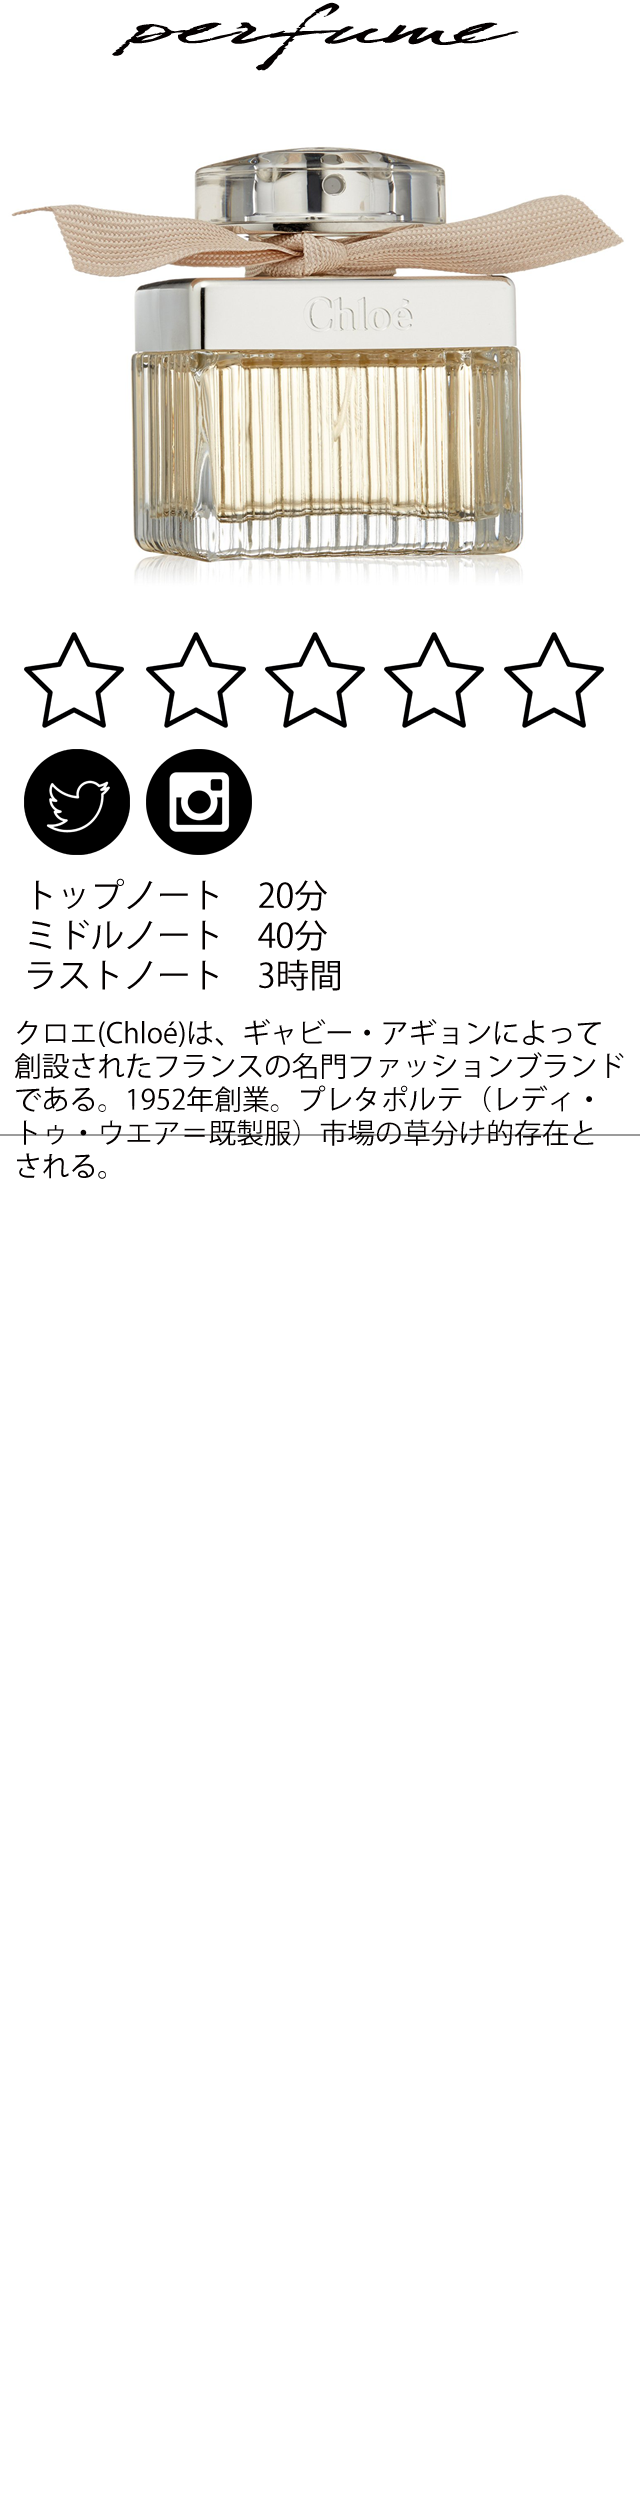 perfume
Chloé
トップノート　20分
ミドルノート　40分
ラストノート　3時間
クロエ(Chloé)は、ギャビー・アギョンによって
創設されたフランスの名門ファッションブランド
である。1952年創業。プレタポルテ（レディ・
トゥ・ウエア＝既製服）市場の草分け的存在と
される。